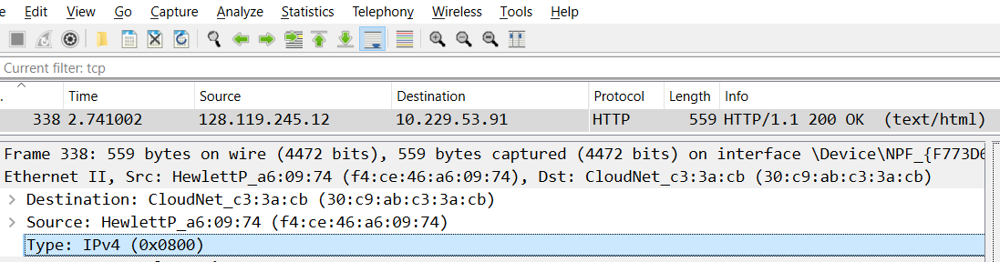 e Edit View Go Capture Analyze Statistics Telephony Wireless Tools Help
Current filter: tcp
. Time Source Destination Protocol Length Info
338 2.741002 128.119.245.12 10.229.53.91 HTTP 559 HTTP/1.1 200 OK (text/html)
Frame 338: 559 bytes on wire (4472 bits), 559 bytes captured (4472 bits) on interface \Device\NPF_{F773D6
Ethernet II, Src: HewlettP_a6:09:74 (f4:ce:46:a6:09:74), Dst: CloudNet_c3:3a:cb (30:c9:ab:c3:3a:cb)
Destination: CloudNet_c3:3a:cb (30:c9:ab:c3:3a:cb)
Source: HewlettP_a6:09:74 (f4:ce:46:a6:09:74)
Type: IPv4 (0x0800)